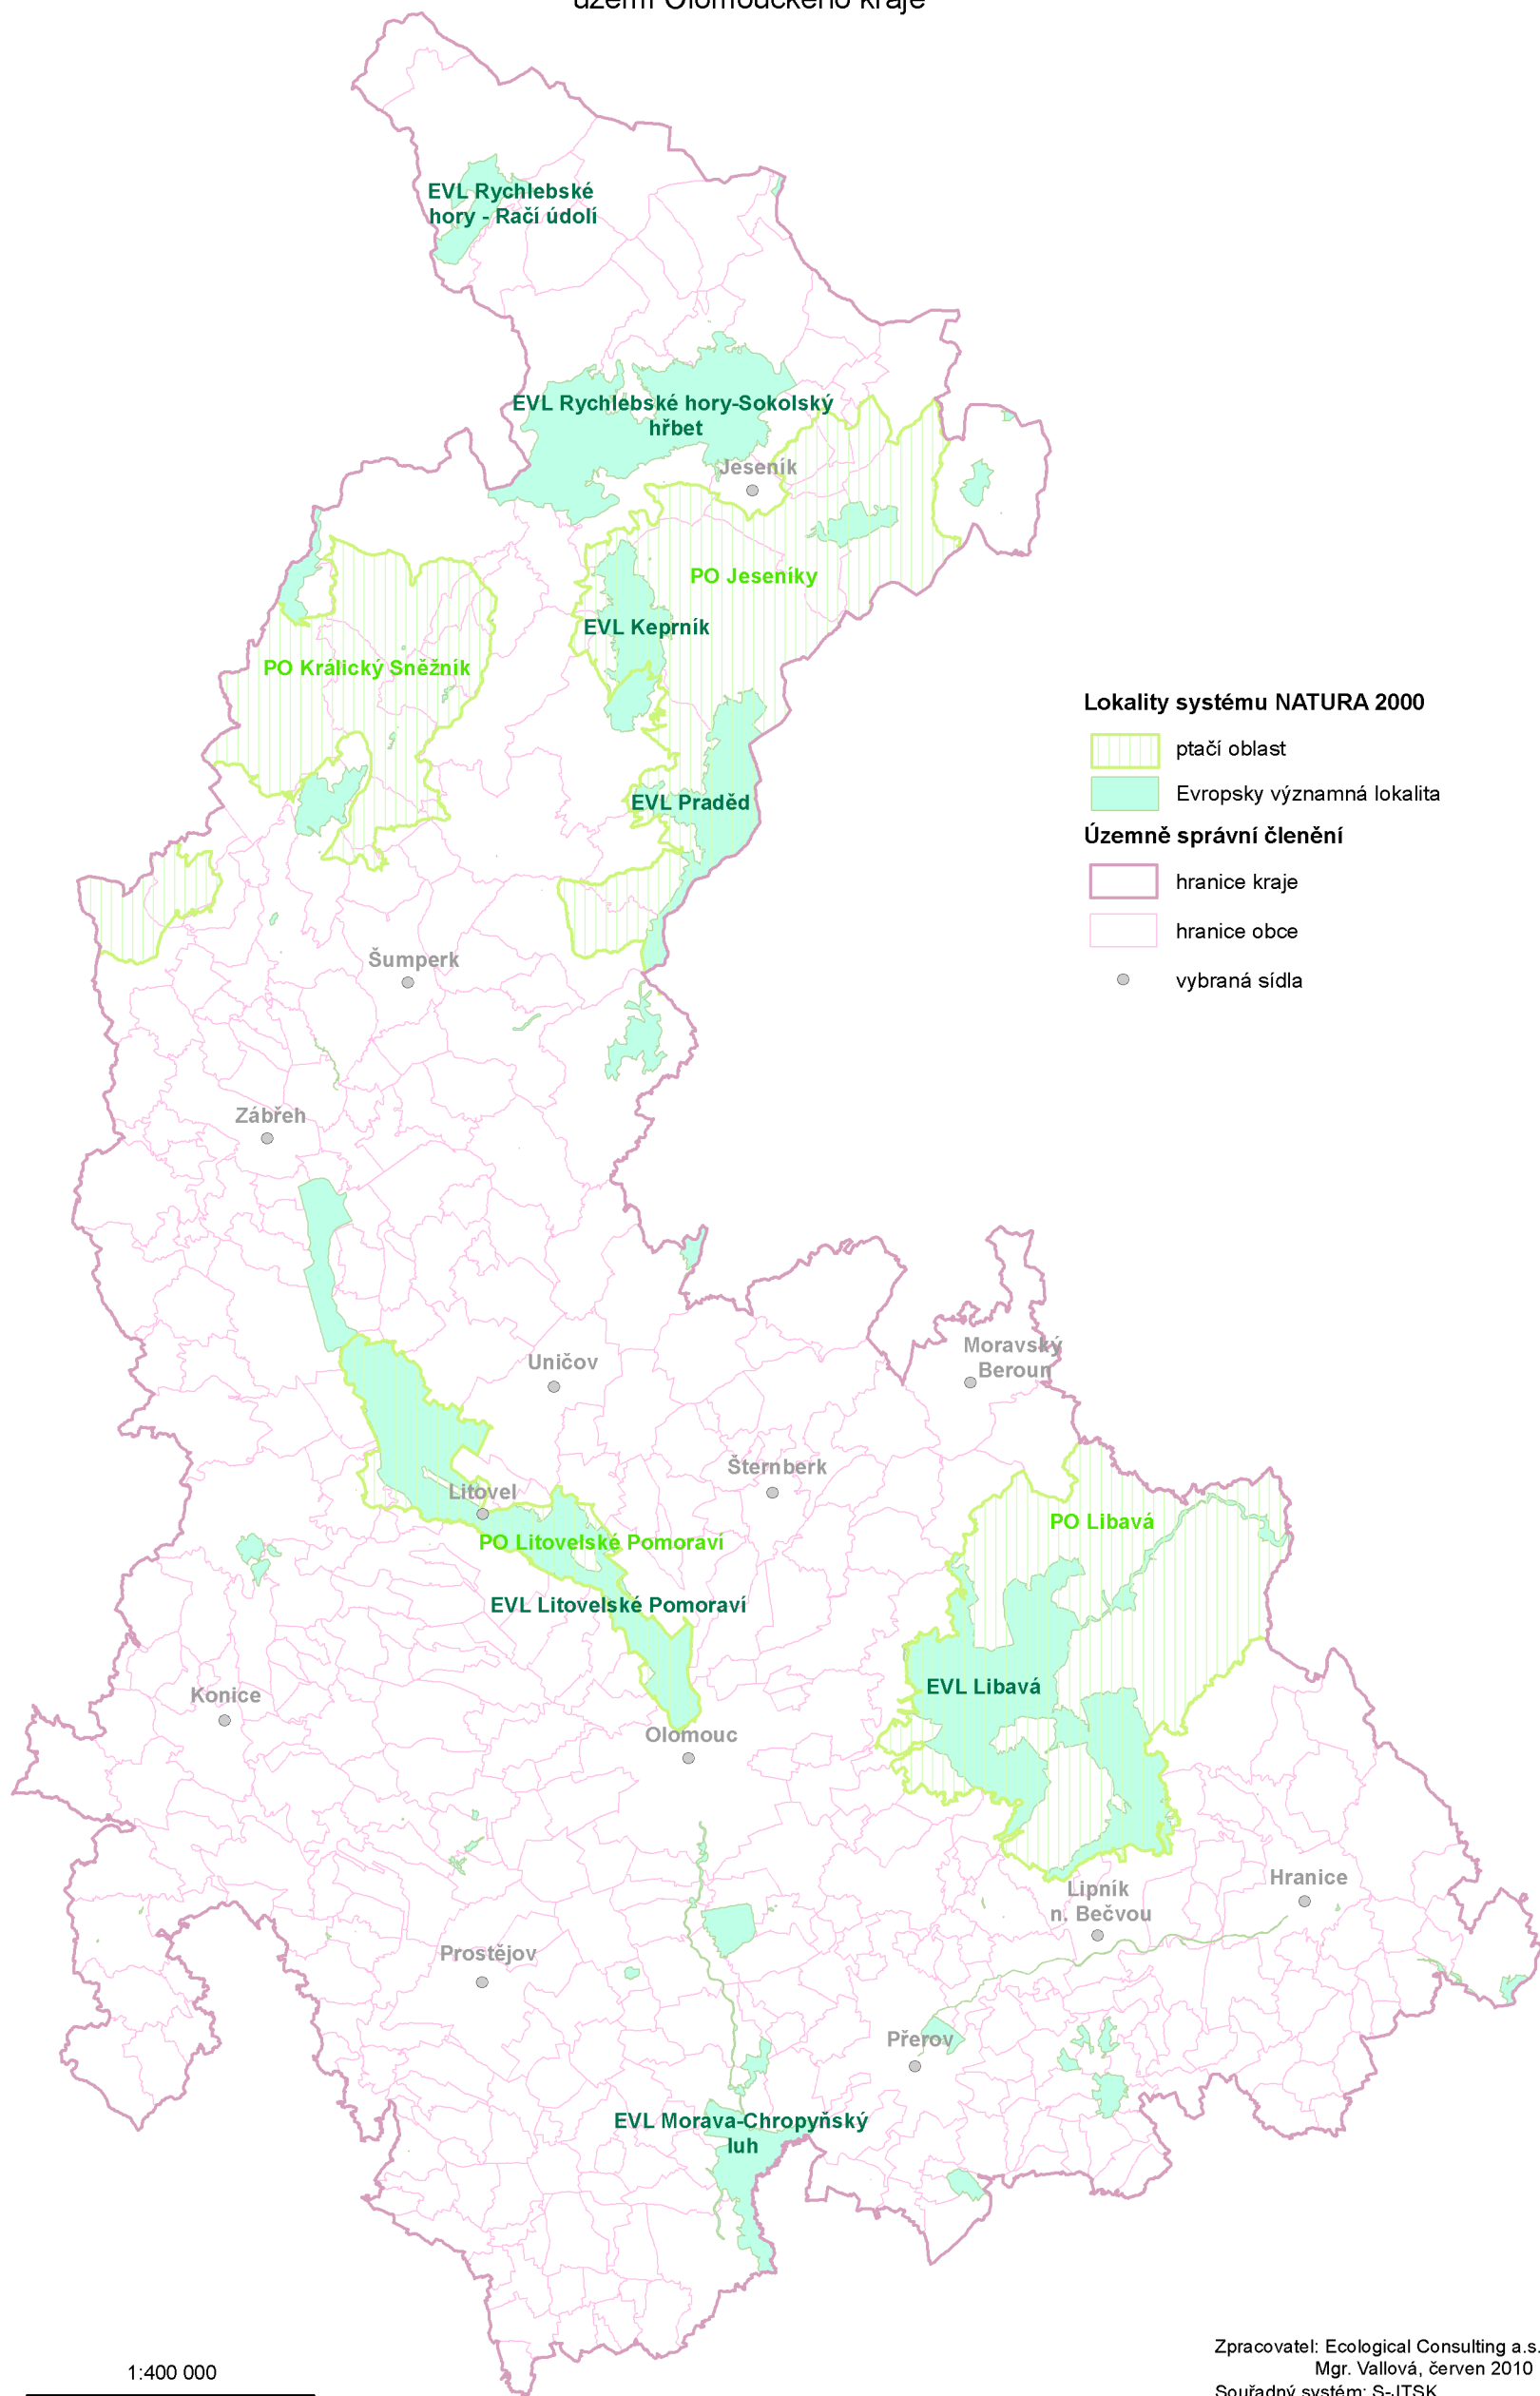 území Olomouckého kraje
EVL Rychlebské
hory - Račí údolí
EVL Rychlebské hory-Sokolský
hřbet
Jeseník
PO Jeseníky
EVL Keprník
PO Králický Sněžník
Lokality systému NATURA 2000
ptačí oblast
Evropsky významná lokalita
EVL Praděd
Územně správní členění
hranice kraje
hranice obce
vybraná sídla
Šumperk
Zábřeh
Moravský
Beroun
Uničov
Šternberk
Litovel
PO Libavá
PO Litovelské Pomoraví
EVL Litovelské Pomoraví
EVL Libavá
Konice
Olomouc
Hranice
Lipník
n. Bečvou
Prostějov
Přerov
EVL Morava-Chropyňský
luh
Zpracovatel: Ecological Consulting a.s.
Mgr. Vallová, červen 2010
1:400 000
Souřadný systém: S-JTSK